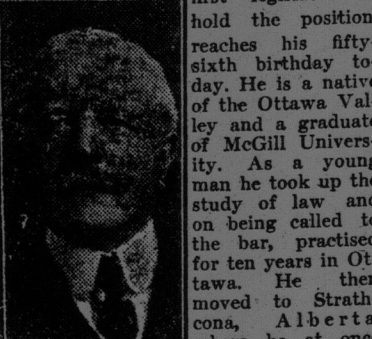 hold the position
reaches his fifty-
sixth birthday to-
day. He is a native
of the Ottawa Val-
ley and a graduate
of McGill Univers-
ity. As a young
man he took up the
study of law and
on being called to
the bar, practised
for ten years in Ot-
tawa. He then
moved to Strath-
cona, Alberta